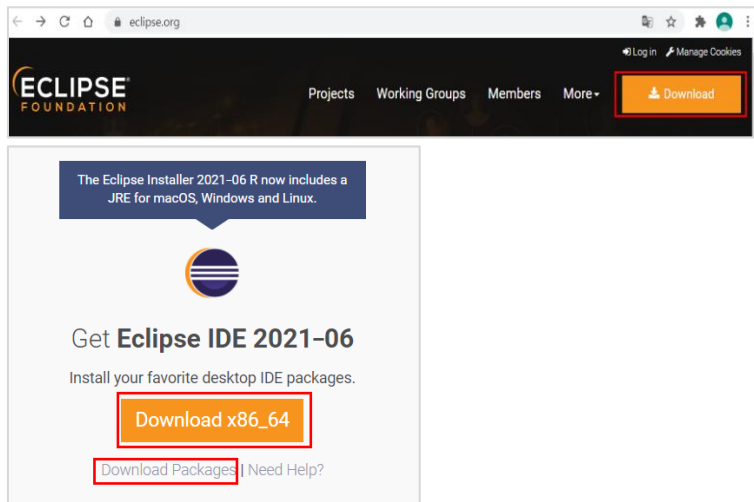 eclipse.org
Log in Manage Cookies
ECLIPSE®
FOUNDATION
Projects Working Groups Members More Download
The Eclipse Installer 2021-06 R now includes a
JRE for macOS, Windows and Linux.
Get Eclipse IDE 2021-06
Install your favorite desktop IDE packages.
Download x86_64
Download Packages | Need Help?